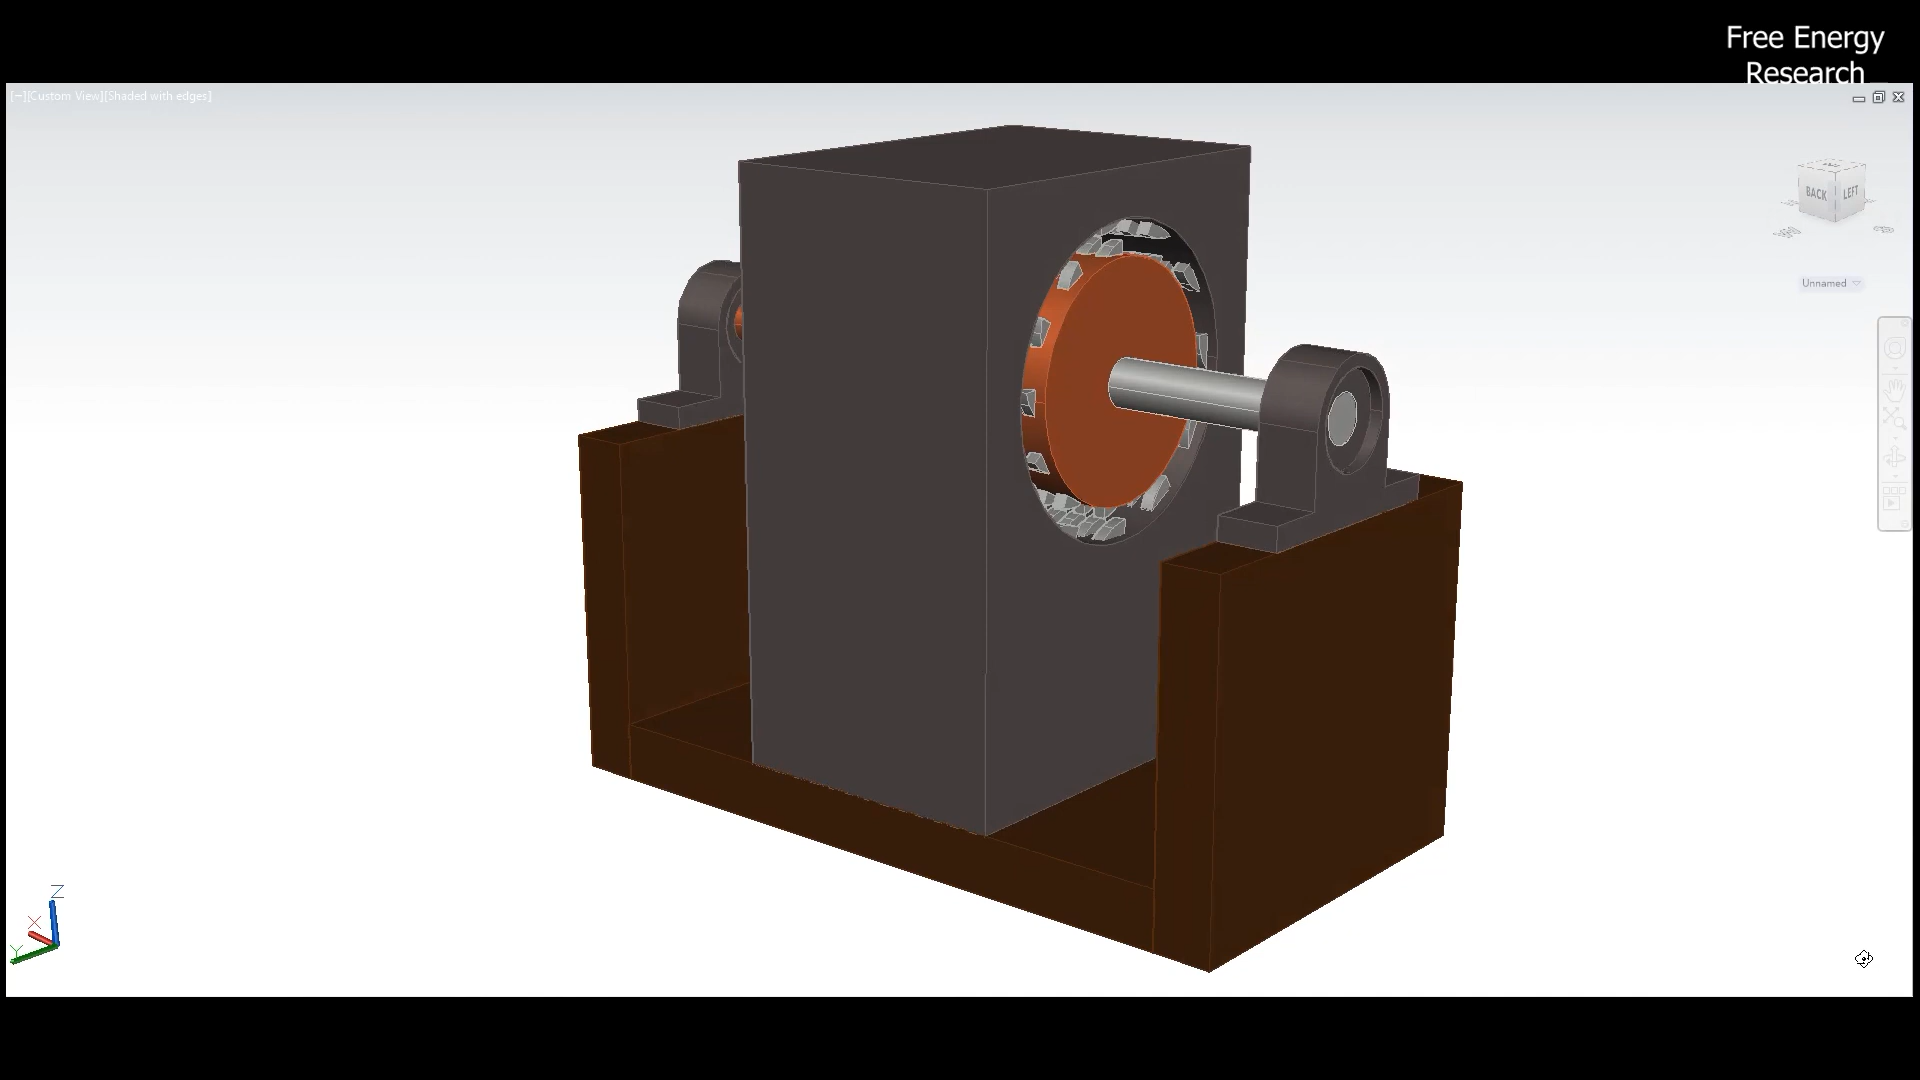 Free Energy
Research
[−][Custom View][Shaded with edges]
BACK
LEFT
Unnamed
Z
X
Y